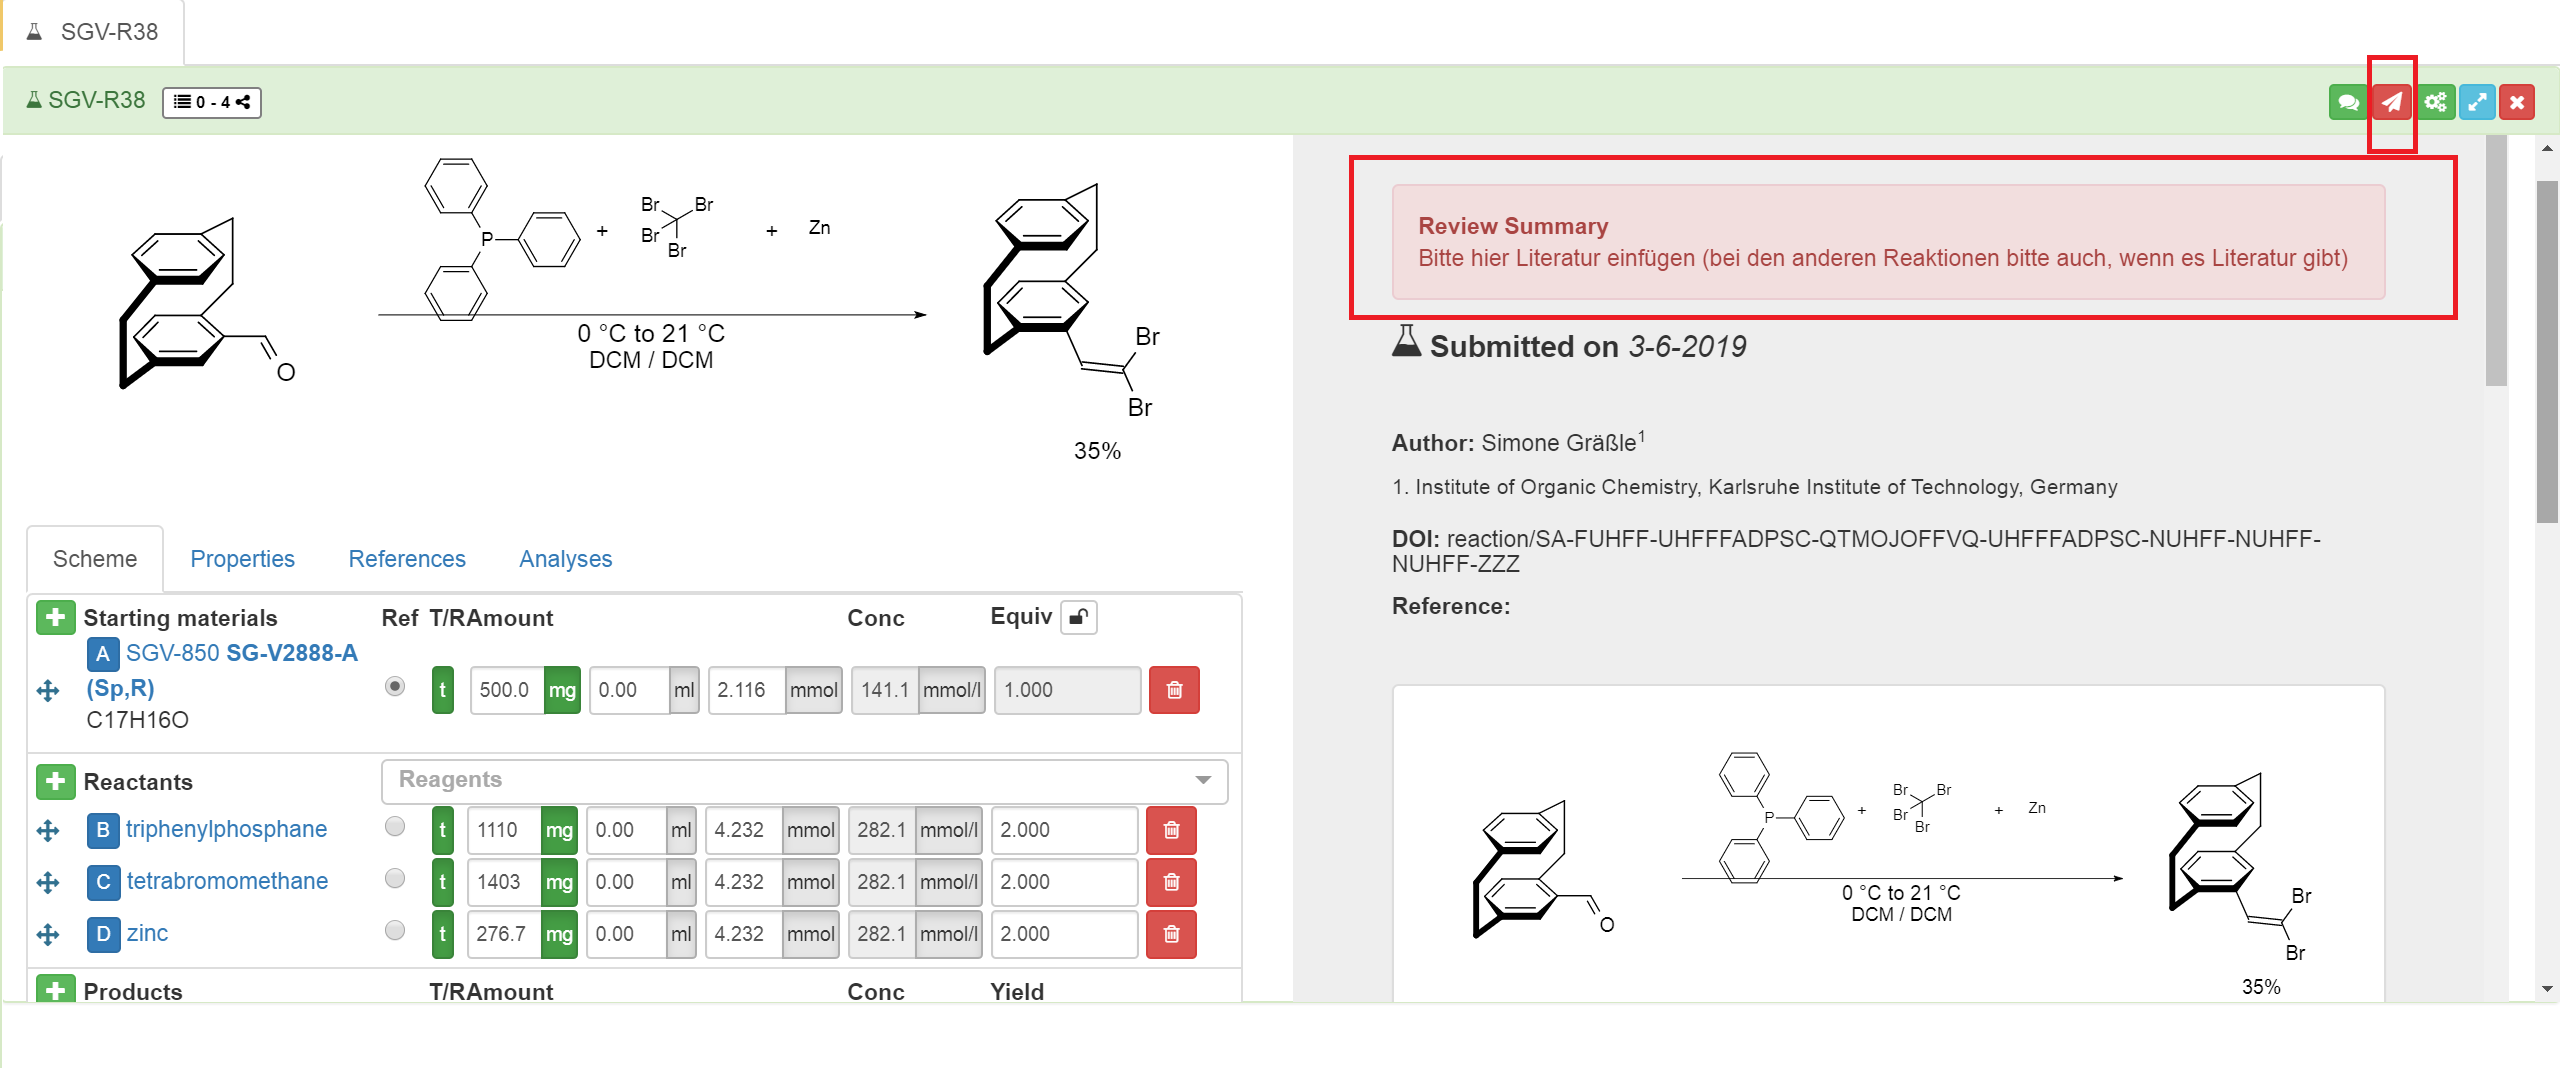 SGV-R38
SGV-R38
0 - 4
P
+
Br Br
Br
Br
+
Zn
0 °C to 21 °C
DCM / DCM
O
Br
Br
35%
Scheme Properties References Analyses
Starting materials Ref T/RAmount Conc Equiv
A SGV-850 SG-V2888-A
(Sp,R)
C17H16O
t 500.0 mg 0.00 ml 2.116 mmol 141.1 mmol/l 1.000
Reactants Reagents
B triphenylphosphane t 1110 mg 0.00 ml 4.232 mmol 282.1 mmol/l 2.000
C tetrabromomethane t 1403 mg 0.00 ml 4.232 mmol 282.1 mmol/l 2.000
D zinc t 276.7 mg 0.00 ml 4.232 mmol 282.1 mmol/l 2.000
Products T/RAmount Conc Yield
Review Summary
Bitte hier Literatur einfügen (bei den anderen Reaktionen bitte auch, wenn es Literatur gibt)
Submitted on 3-6-2019
Author: Simone Gräßle1
1. Institute of Organic Chemistry, Karlsruhe Institute of Technology, Germany
DOI: reaction/SA-FUHFF-UHFFFADPSC-QTMOJOFFVQ-UHFFFADPSC-NUHFF-NUHFF-
NUHFF-ZZZ
Reference:
P
+
Br Br
Br
Br
+
Zn
0 °C to 21 °C
DCM / DCM
O
Br
Br
35%